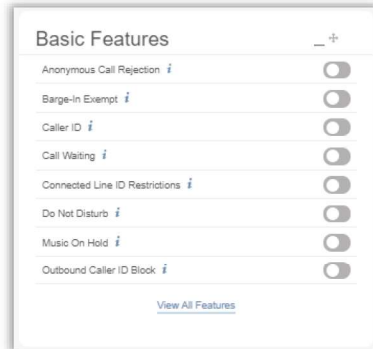 Basic Features
Anonymous Call Rejection i
Barge-In Exempt i
Caller ID i
Call Waiting i
Connected Line ID Restrictions i
Do Not Disturb i
Music On Hold i
Outbound Caller ID Block i
View All Features